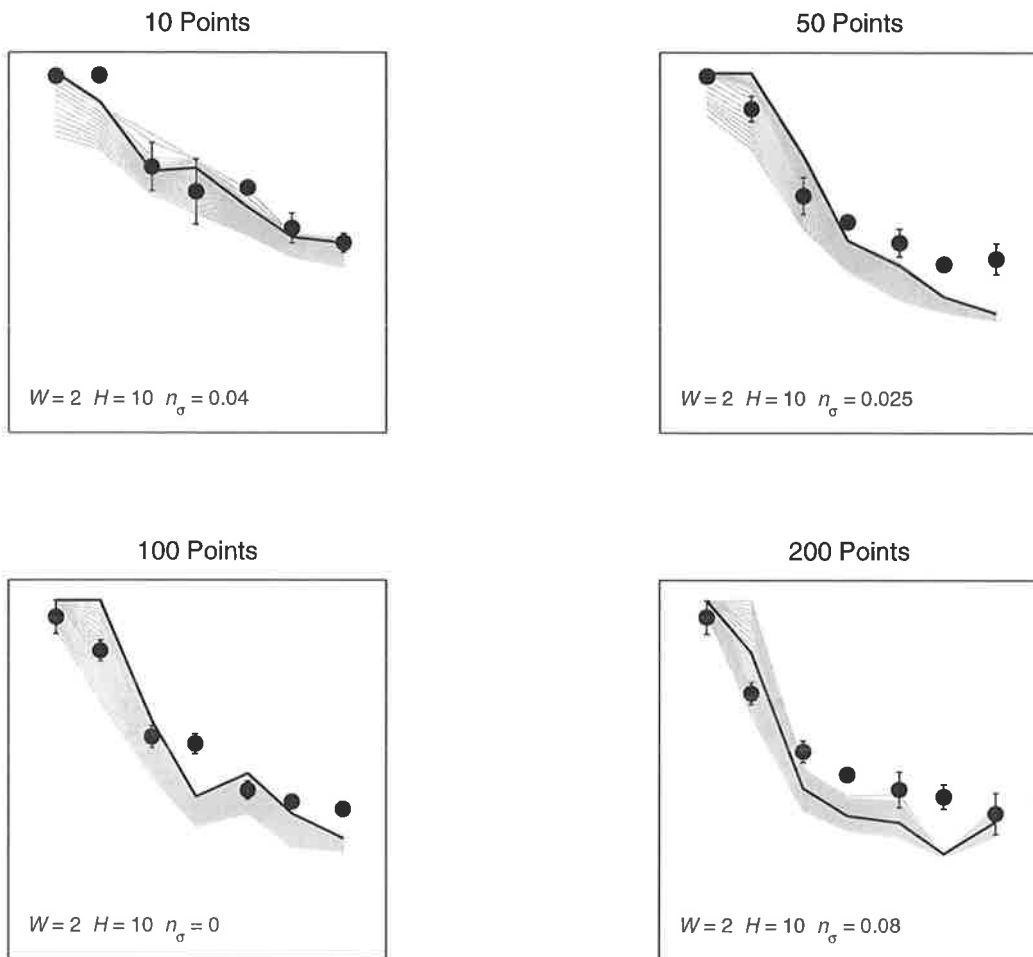 10 Points
50 Points
W = 2 H = 10 nσ = 0.04
W = 2 H = 10 nσ = 0.025
100 Points
200 Points
W = 2 H = 10 nσ = 0
W = 2 H = 10 nσ = 0.08